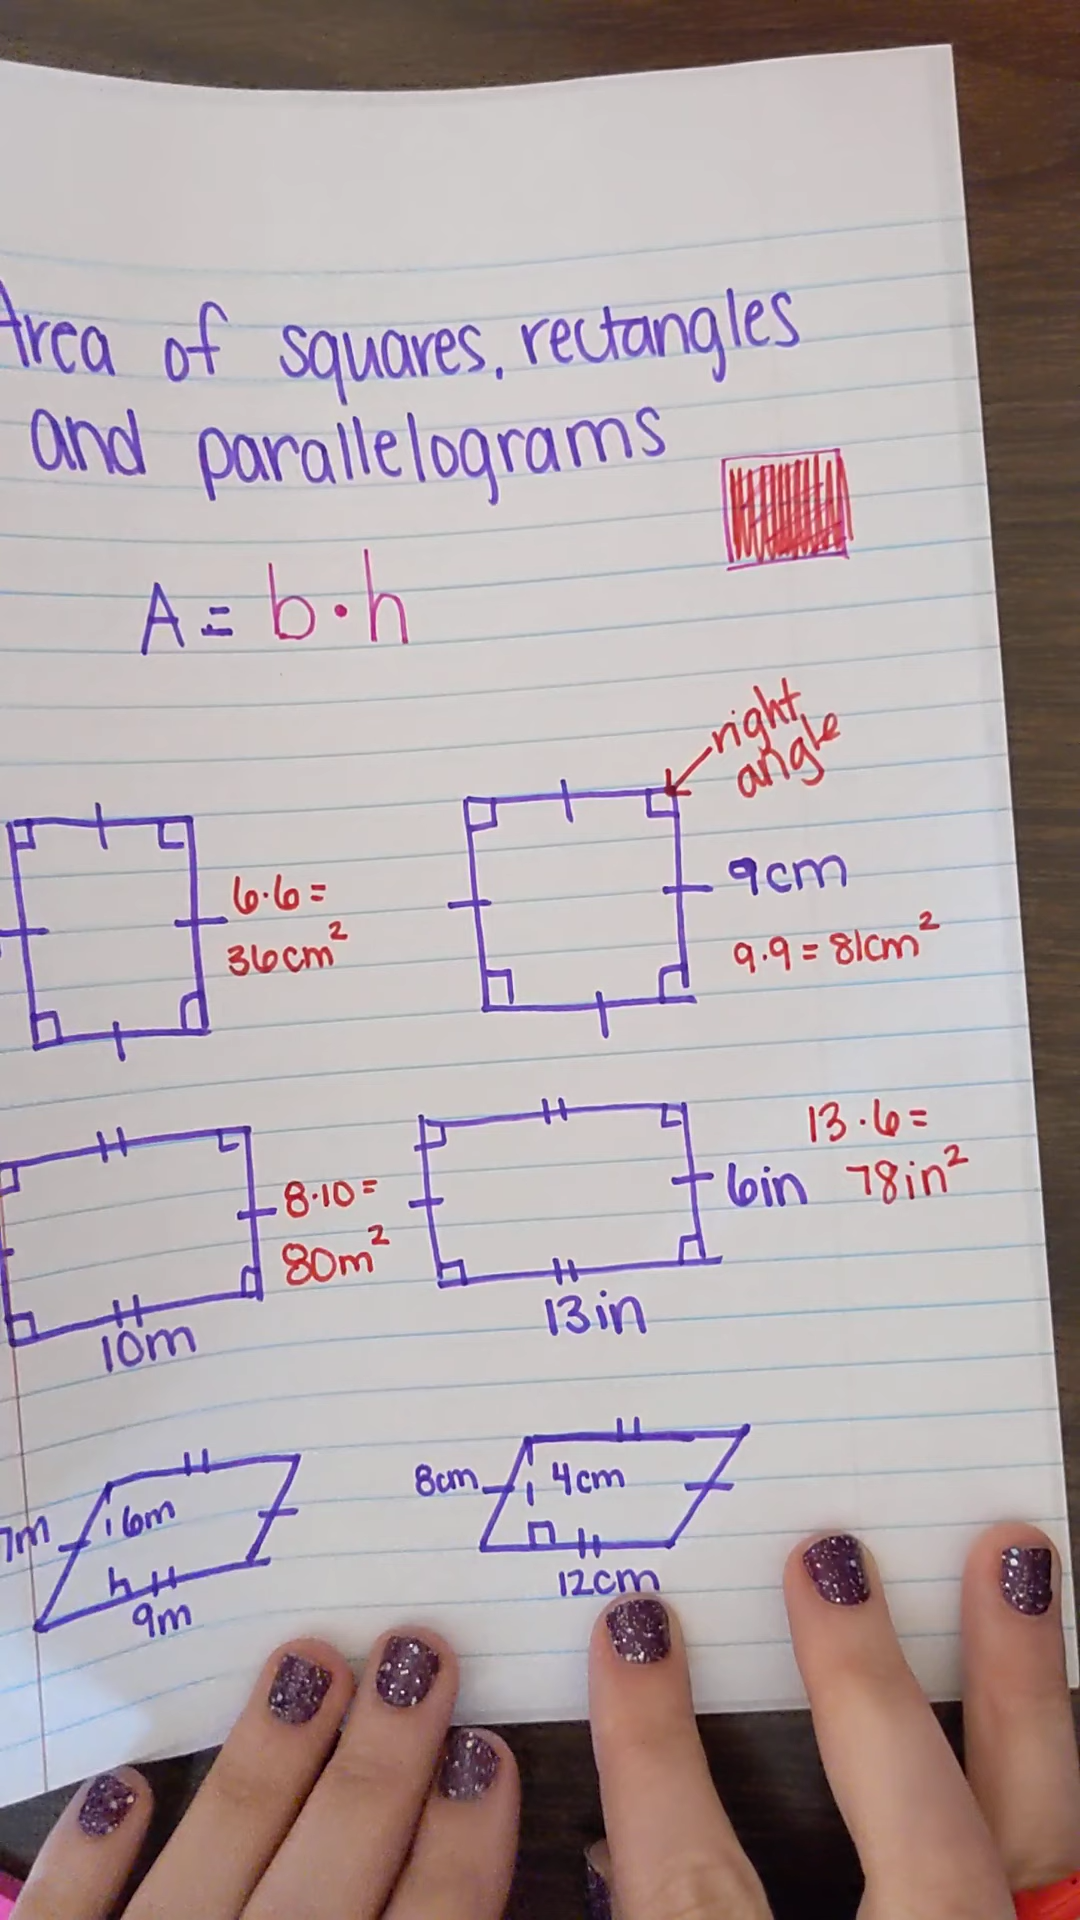 Area of squares, rectangles
and parallelograms
A = b · h
right
angle
6·6=
36cm²
9cm
9.9=81cm²
8·10=
80m²
10m
13·6=
6in 78in²
13in
7m
6m
h
9m
8cm
4cm
12cm